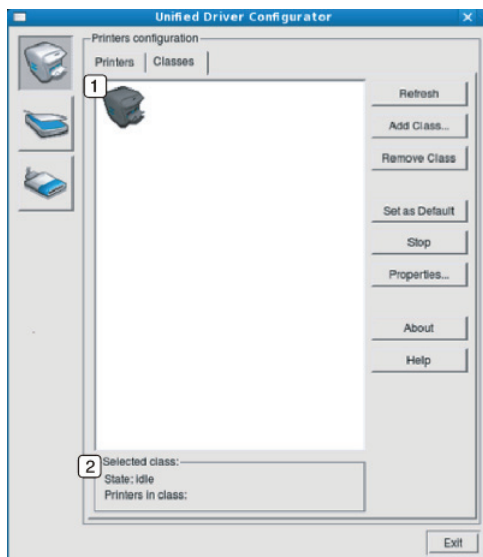 Unified Driver Configurator
Printers configuration
Printers Classes
1
Refresh
Add Class...
Remove Class
Set as Default
Stop
Properties...
About
Help
2
Selected class:
State: idle
Printers in class:
Exit